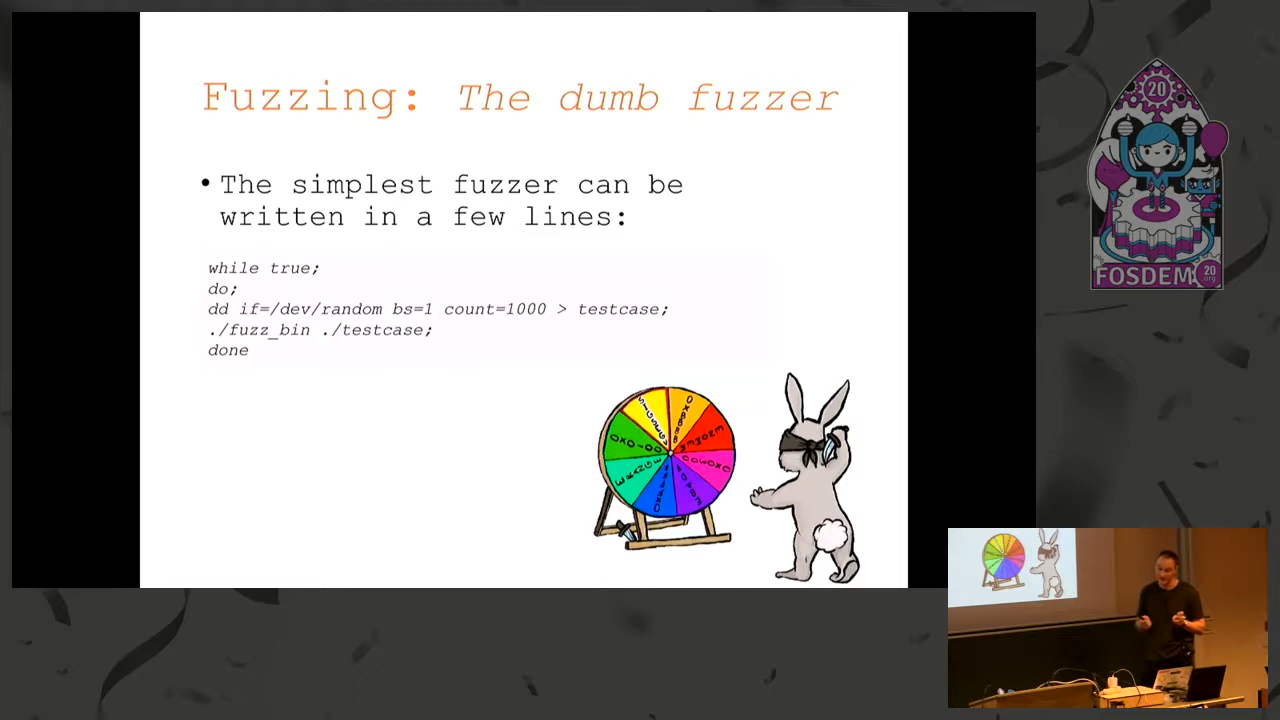 Fuzzing: The dumb fuzzer
• The simplest fuzzer can be
written in a few lines:
while true;
do;
dd if=/dev/random bs=1 count=1000 > testcase;
./fuzz_bin ./testcase;
done
20
FOSDEM 20
.org